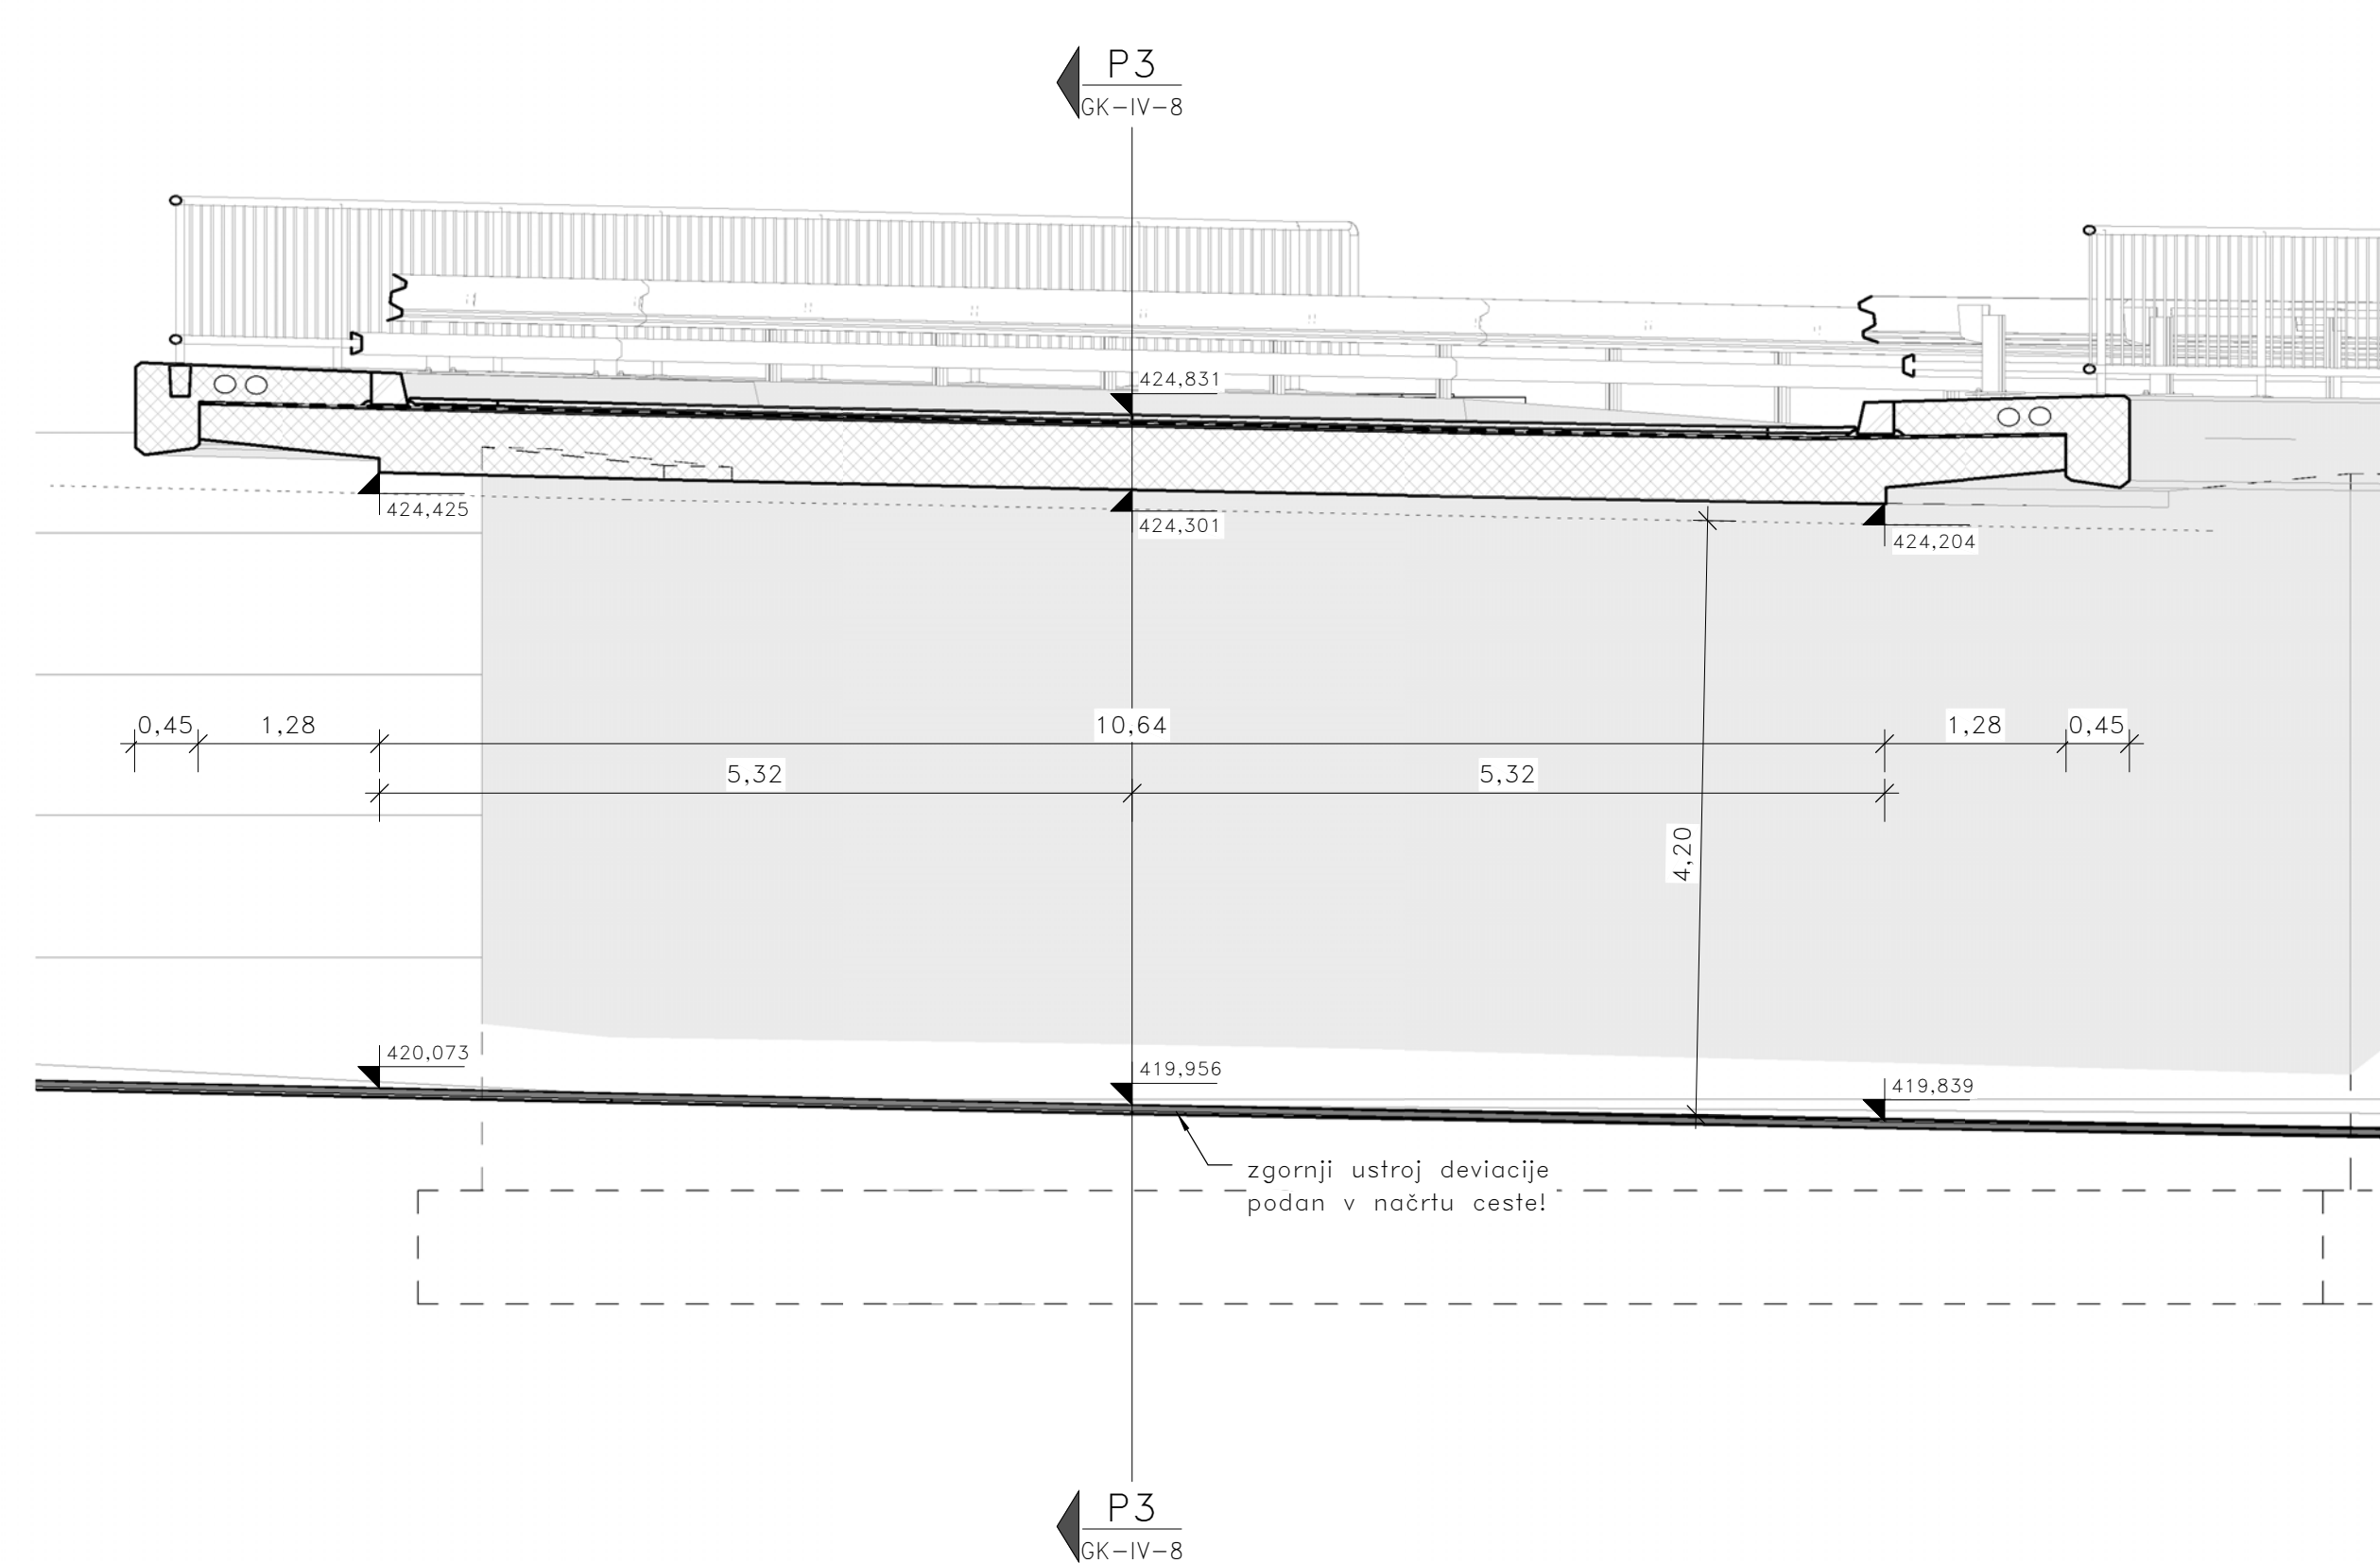 P3
GK-IV-8
424,831
424,425
424,301
424,204
0,45
1,28
10,64
1,28
0,45
5,32
5,32
4,20
420,073
419,956
419,839
zgornji ustroj deviacije
podan v načrtu ceste!
P3
GK-IV-8